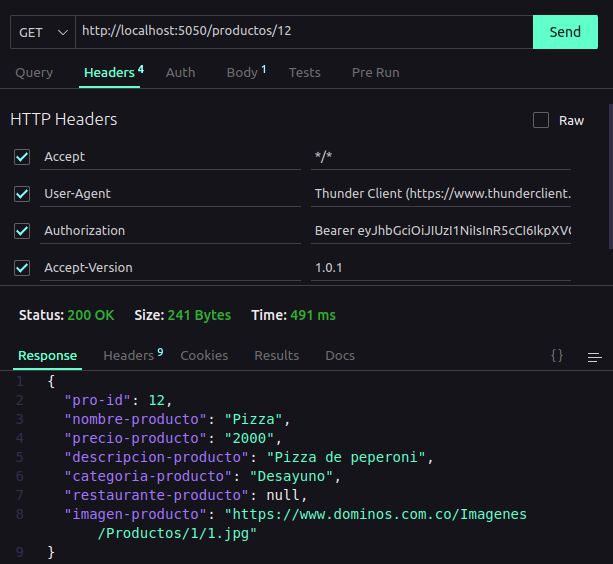 GET http://localhost:5050/productos/12 Send
Query Headers 4 Auth Body 1 Tests Pre Run
HTTP Headers Raw
Accept */*
User-Agent Thunder Client (https://www.thunderclient.
Authorization Bearer eyJhbGciOiJIUzI1NiIsInR5cCI6IkpXVC
Accept-Version 1.0.1
Status: 200 OK Size: 241 Bytes Time: 491 ms
Response Headers 9 Cookies Results Docs {}
1 {
2 "pro-id": 12,
3 "nombre-producto": "Pizza",
4 "precio-producto": "2000",
5 "descripcion-producto": "Pizza de peperoni",
6 "categoria-producto": "Desayuno",
7 "restaurante-producto": null,
8 "imagen-producto": "https://www.dominos.com.co/Imagenes
/Productos/1/1.jpg"
9 }